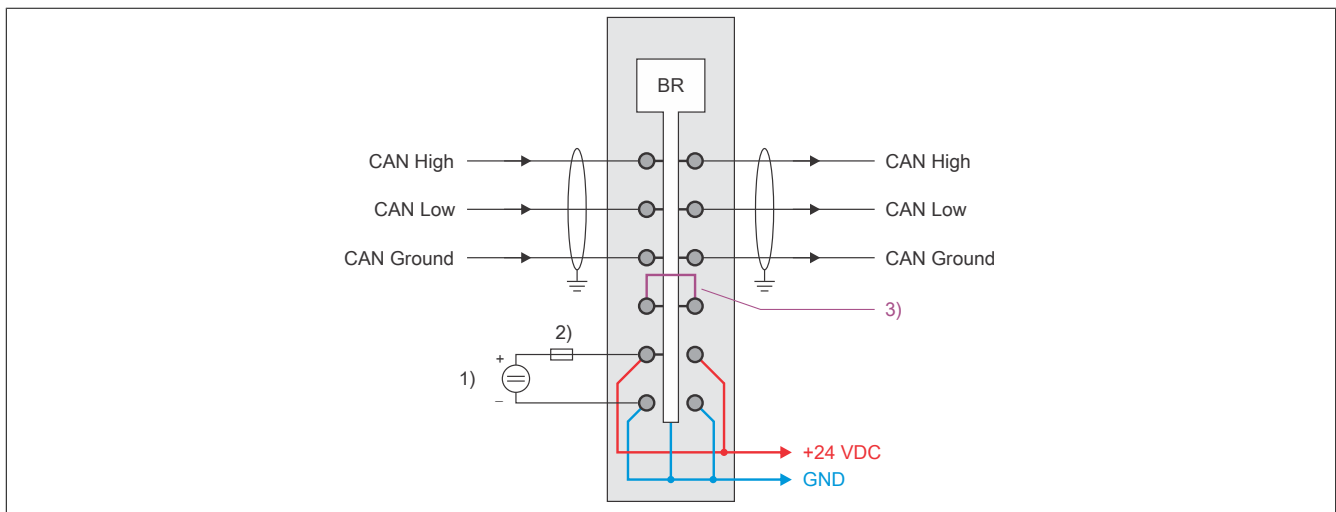 BR
CAN High
CAN High
CAN Low
CAN Low
CAN Ground
CAN Ground
3)
2)
+
1)
–
+24 VDC
GND